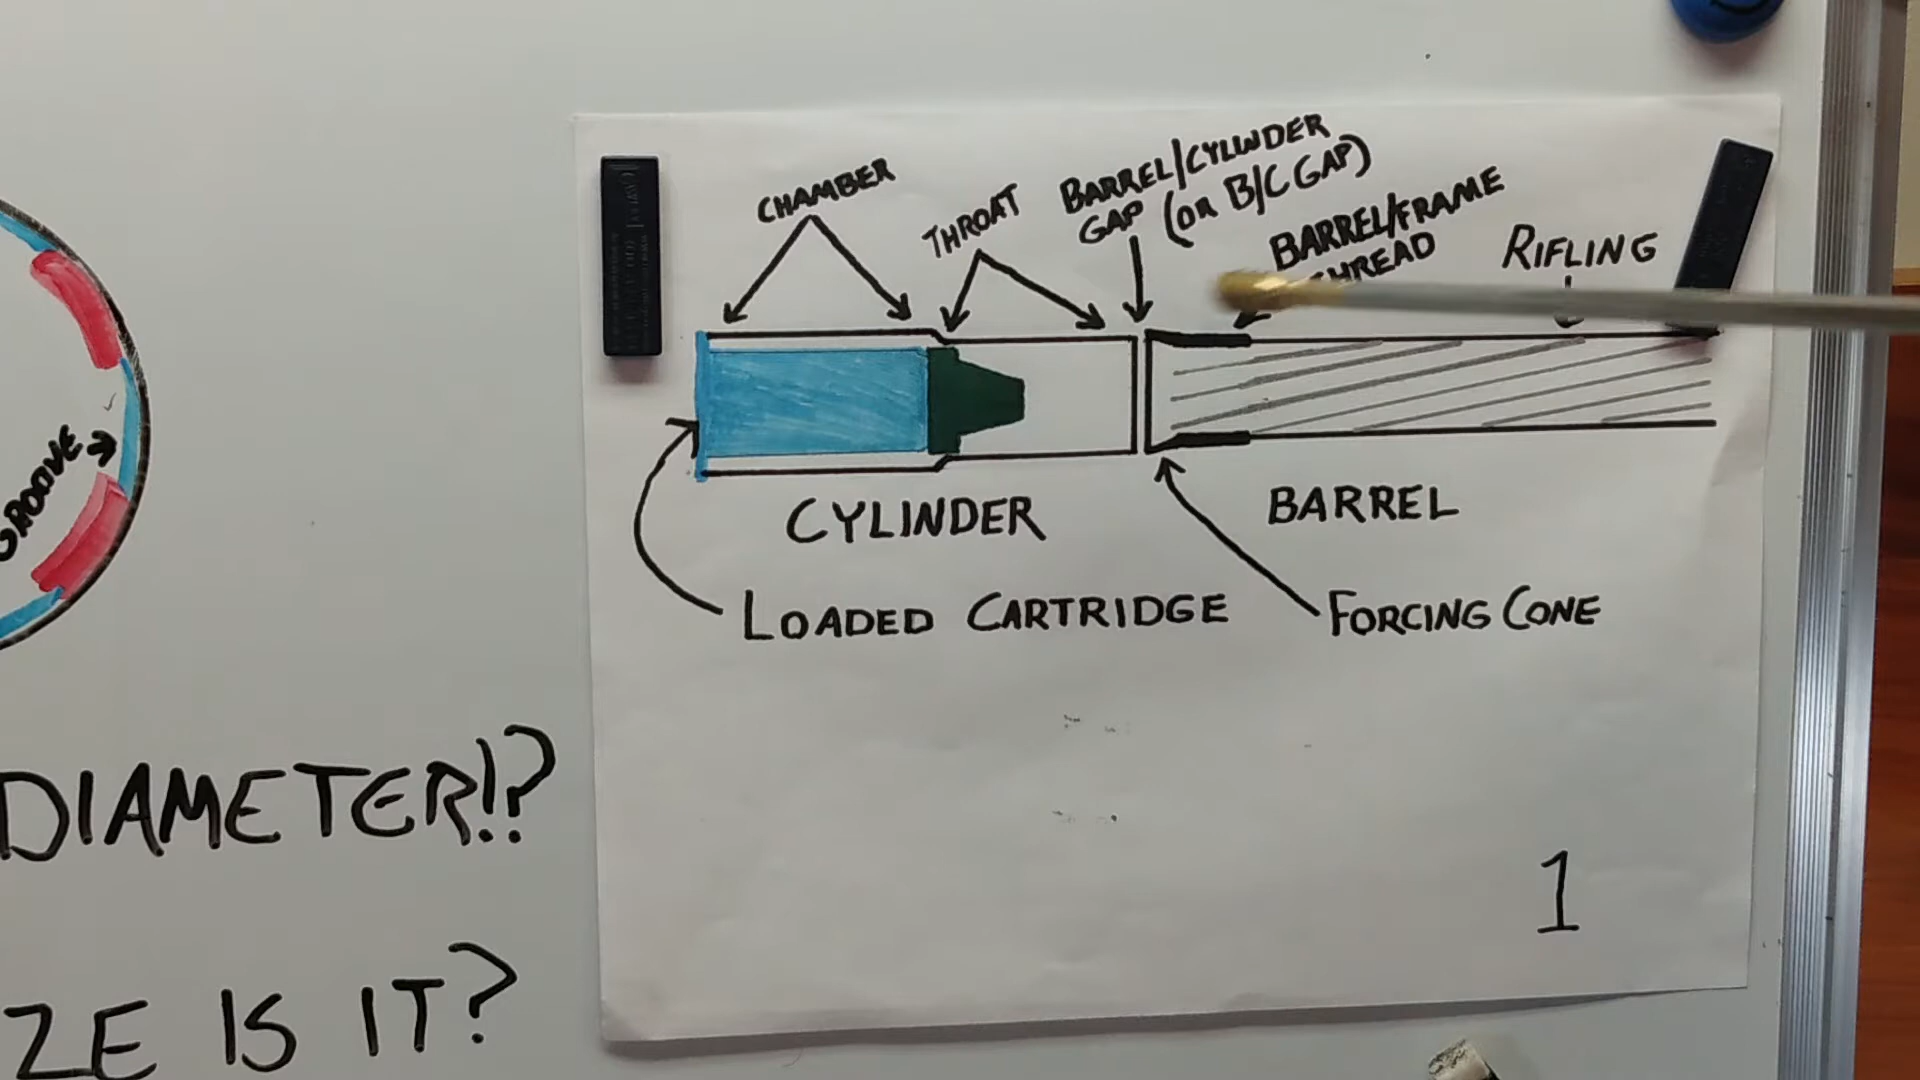 CHAMBER
THROAT
BARREL/CYLINDER
GAP (OR B/C GAP)
BARREL/FRAME
THREAD
RIFLING
GROOVE
CYLINDER
BARREL
LOADED CARTRIDGE
FORCING CONE
DIAMETER!?
ZE IS IT?
1